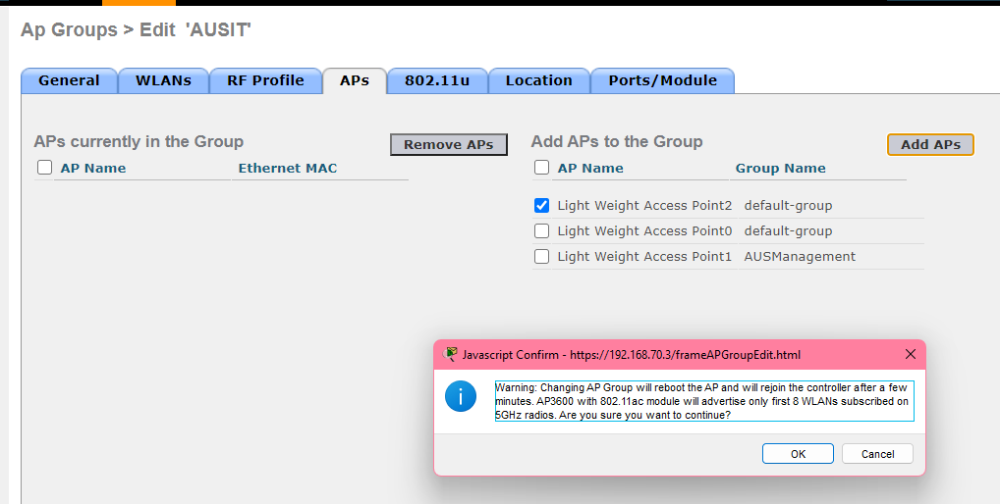 Ap Groups > Edit 'AUSIT'
General WLANs RF Profile APs 802.11u Location Ports/Module
APs currently in the Group Remove APs Add APs to the Group Add APs
AP Name Ethernet MAC AP Name Group Name
Light Weight Access Point2 default-group
Light Weight Access Point0 default-group
Light Weight Access Point1 AUSManagement
Javascript Confirm - https://192.168.70.3/frameAPGroupEdit.html
Warning: Changing AP Group will reboot the AP and will rejoin the controller after a few
minutes. AP3600 with 802.11ac module will advertise only first 8 WLANs subscribed on
5GHz radios. Are you sure you want to continue?
OK Cancel